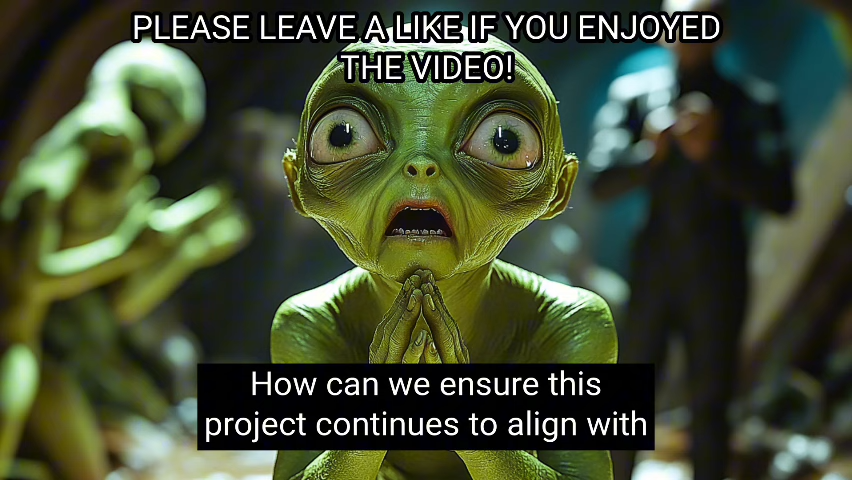 PLEASE LEAVE A LIKE IF YOU ENJOYED
THE VIDEO!
How can we ensure this
project continues to align with